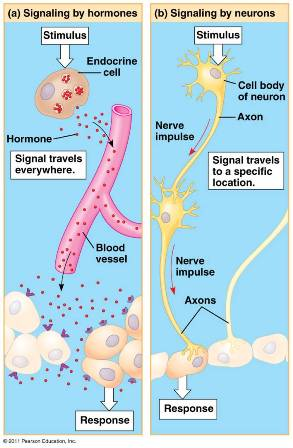 (a) Signaling by hormones
Stimulus
Endocrine
cell
Hormone
Signal travels
everywhere.
Blood
vessel
Response
(b) Signaling by neurons
Stimulus
Cell body
of neuron
Axon
Nerve
impulse
Signal travels
to a specific
location.
Nerve
impulse
Axons
Response
© 2011 Pearson Education, Inc.